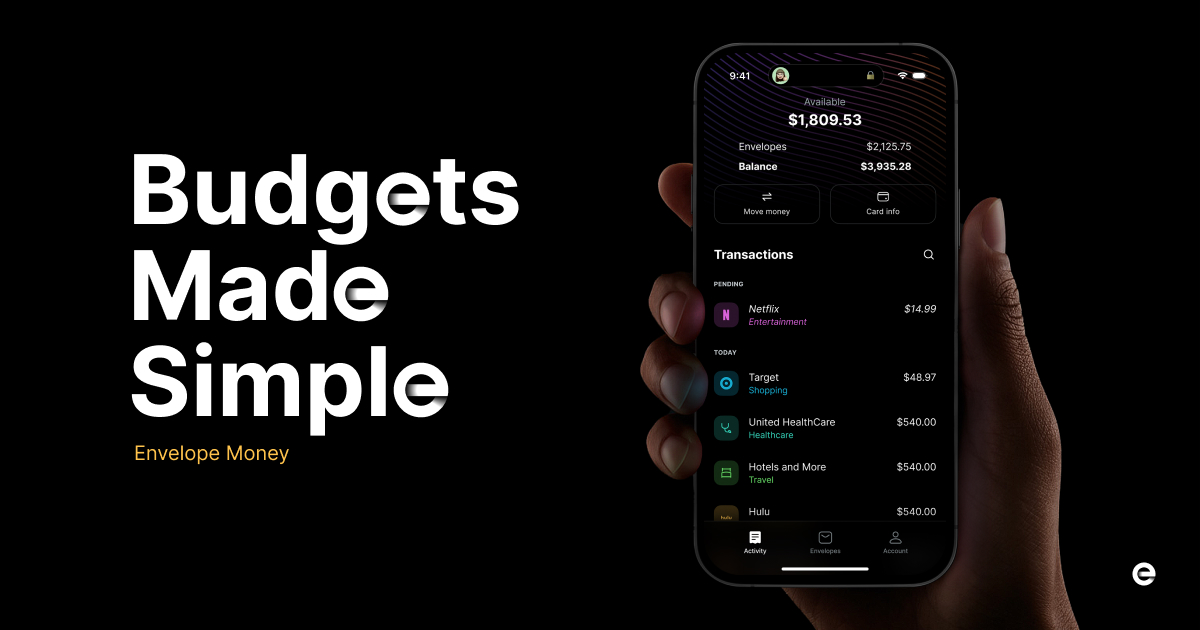 Budgets
Made
Simple
Envelope Money
9:41
Available
$1,809.53
Envelopes $2,125.75
Balance $3,935.28
Move money Card info
Transactions
PENDING
Netflix $14.99
Entertainment
TODAY
Target $48.97
Shopping
United HealthCare $540.00
Healthcare
Hotels and More $540.00
Travel
Hulu $540.00
hulu
Activity Envelopes Account
e